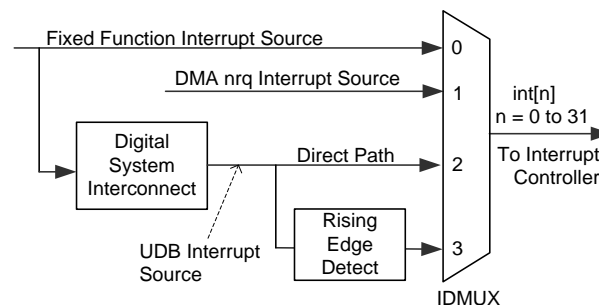 Fixed Function Interrupt Source
0
DMA nrq Interrupt Source
1
int[n]
n = 0 to 31
To Interrupt
Controller
Digital
System
Interconnect
Direct Path
2
UDB Interrupt
Source
Rising
Edge
Detect
3
IDMUX